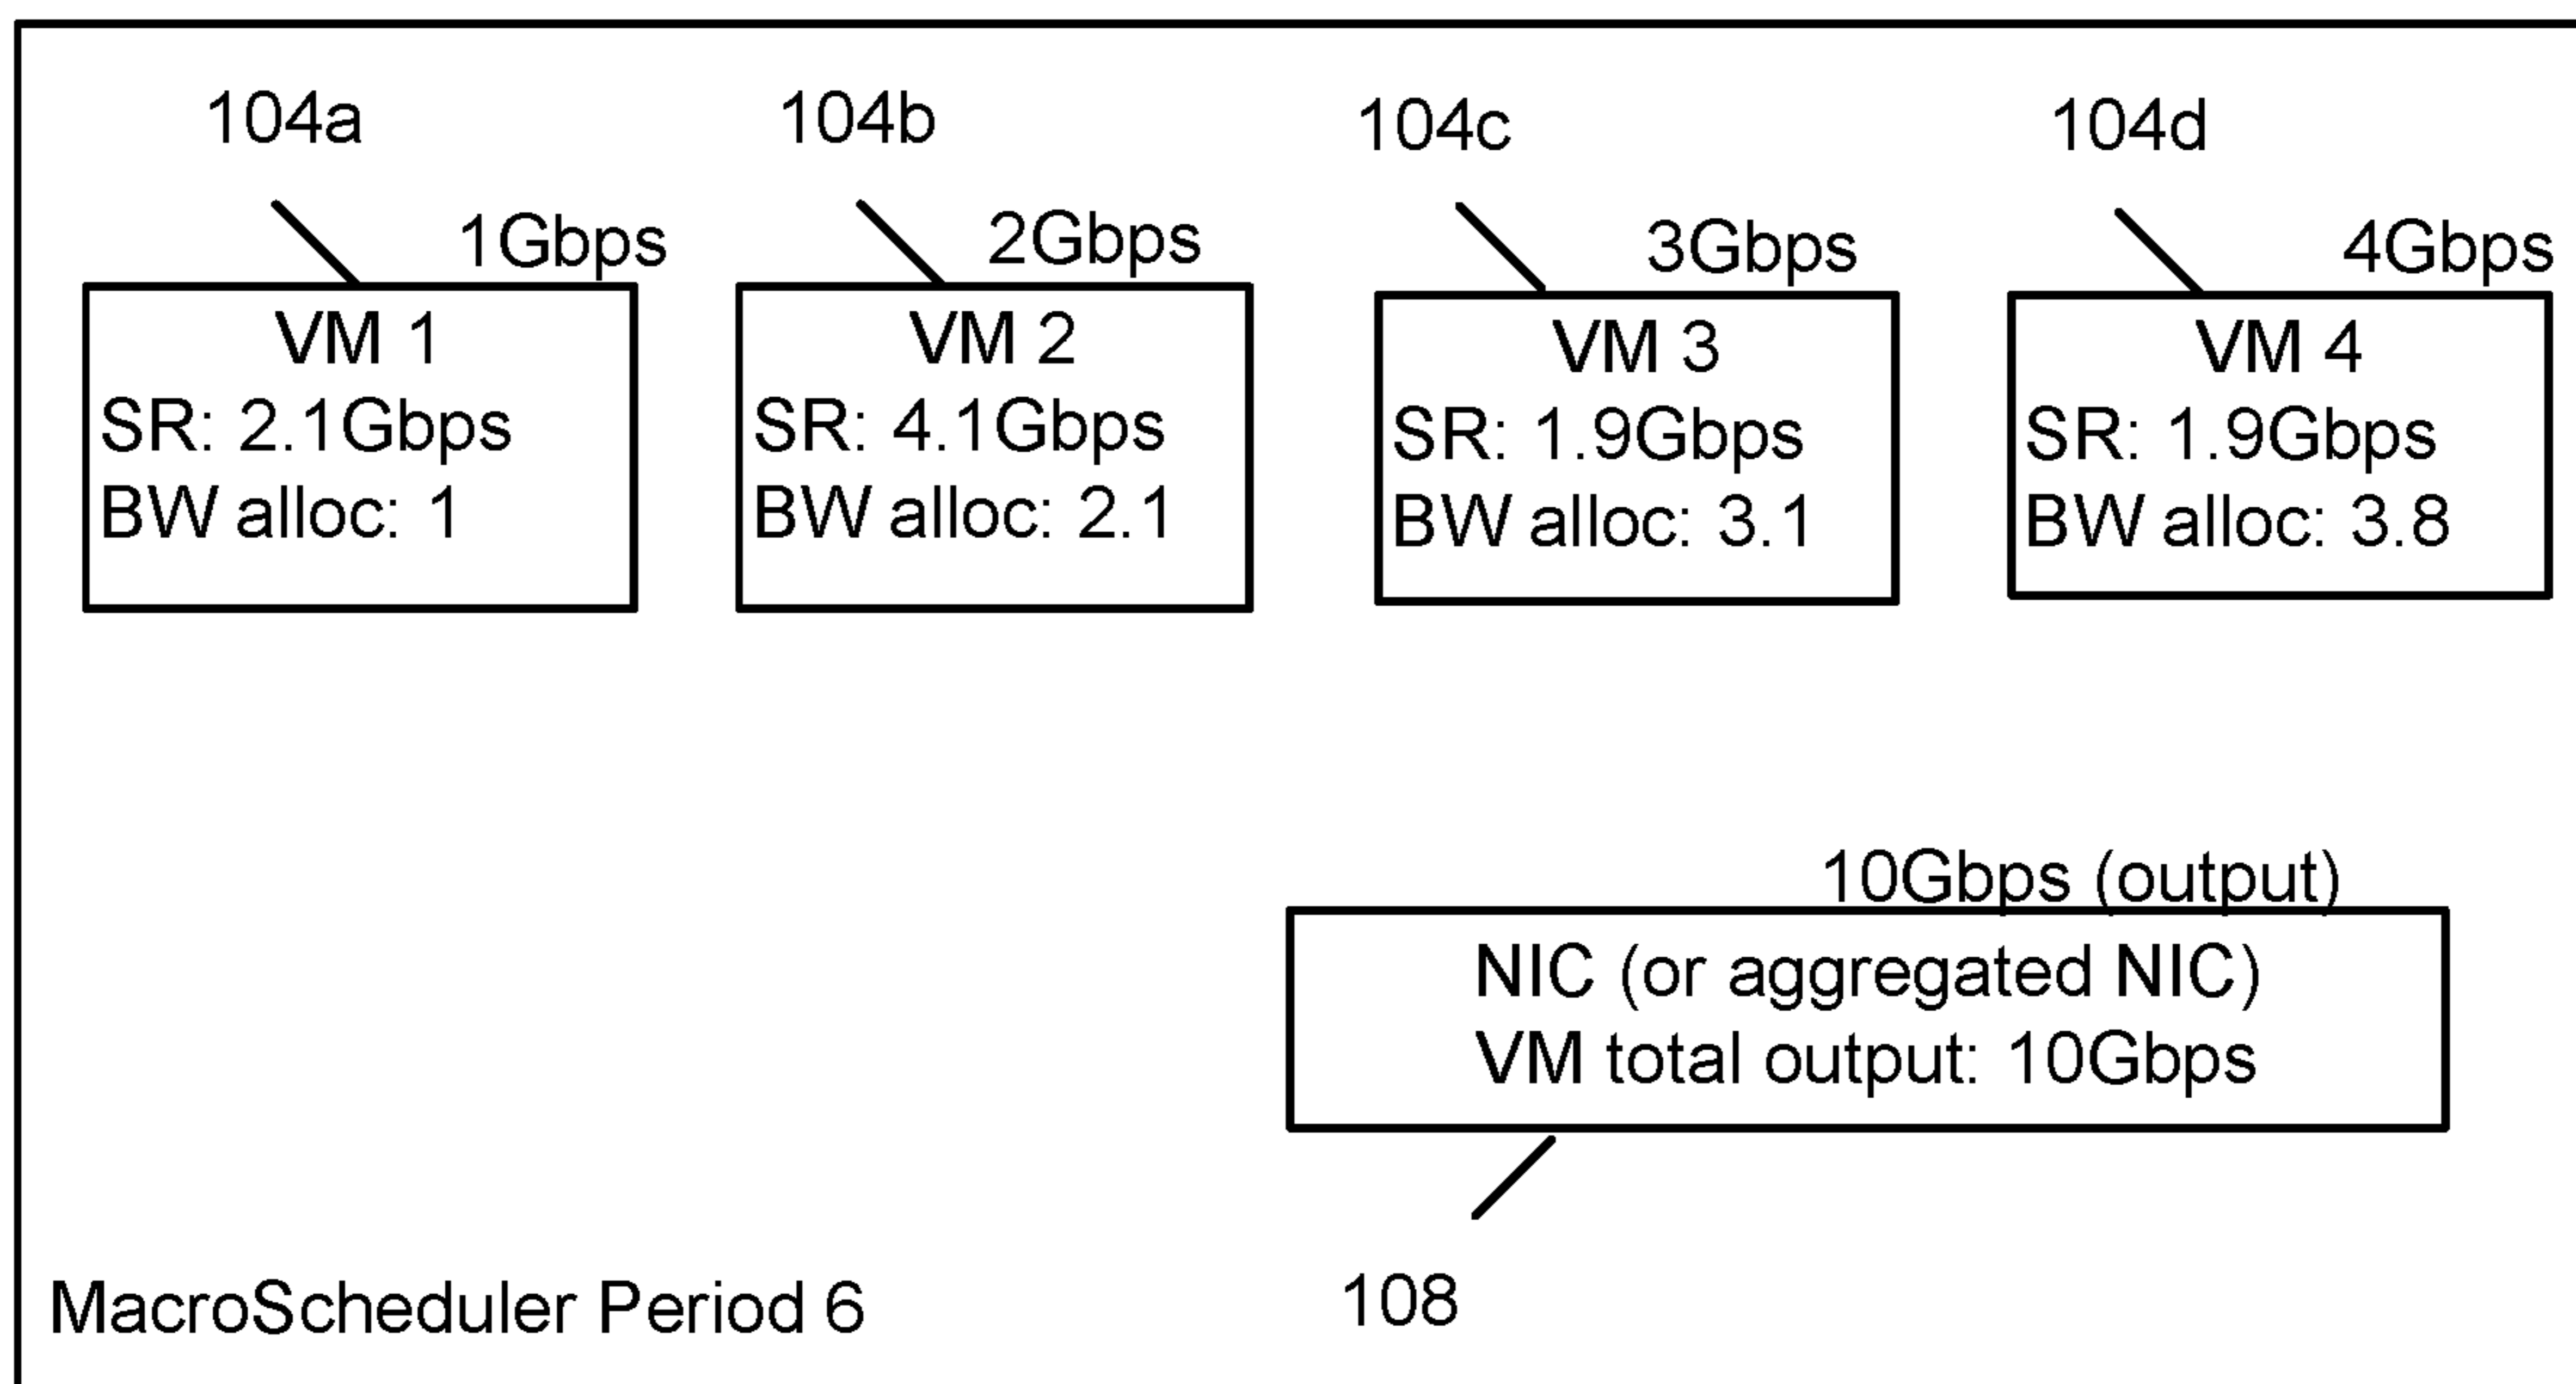 104a
104b
104c
104d
1Gbps
2Gbps
3Gbps
4Gbps
VM 1
SR: 2.1Gbps
BW alloc: 1
VM 2
SR: 4.1Gbps
BW alloc: 2.1
VM 3
SR: 1.9Gbps
BW alloc: 3.1
VM 4
SR: 1.9Gbps
BW alloc: 3.8
10Gbps (output)
NIC (or aggregated NIC)
VM total output: 10Gbps
108
MacroScheduler Period 6